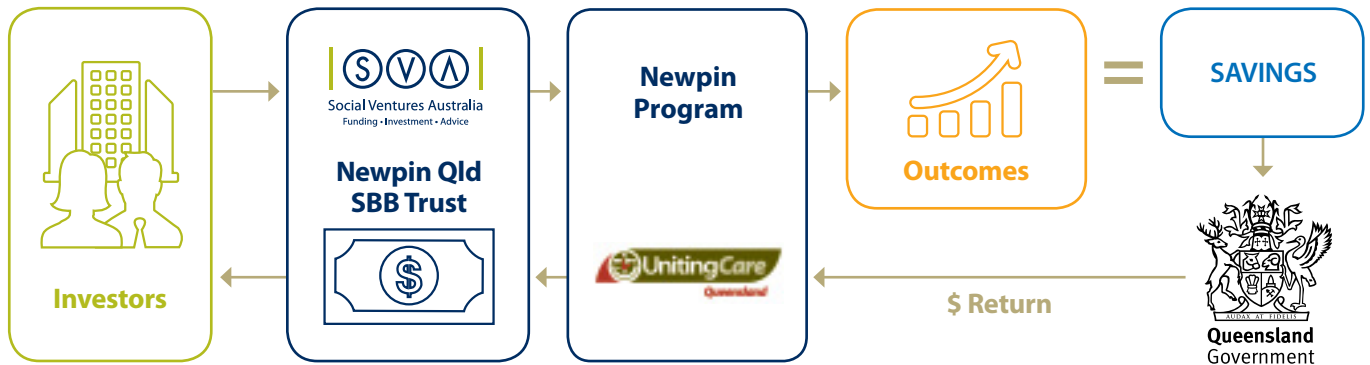 SVA
Social Ventures Australia
Funding • Investment • Advice
Newpin Qld
SBB Trust
$
Investors
Newpin
Program
UnitingCare
Queensland
Outcomes
=
SAVINGS
$ Return
AUDAX AT FIDELIS
Queensland
Government